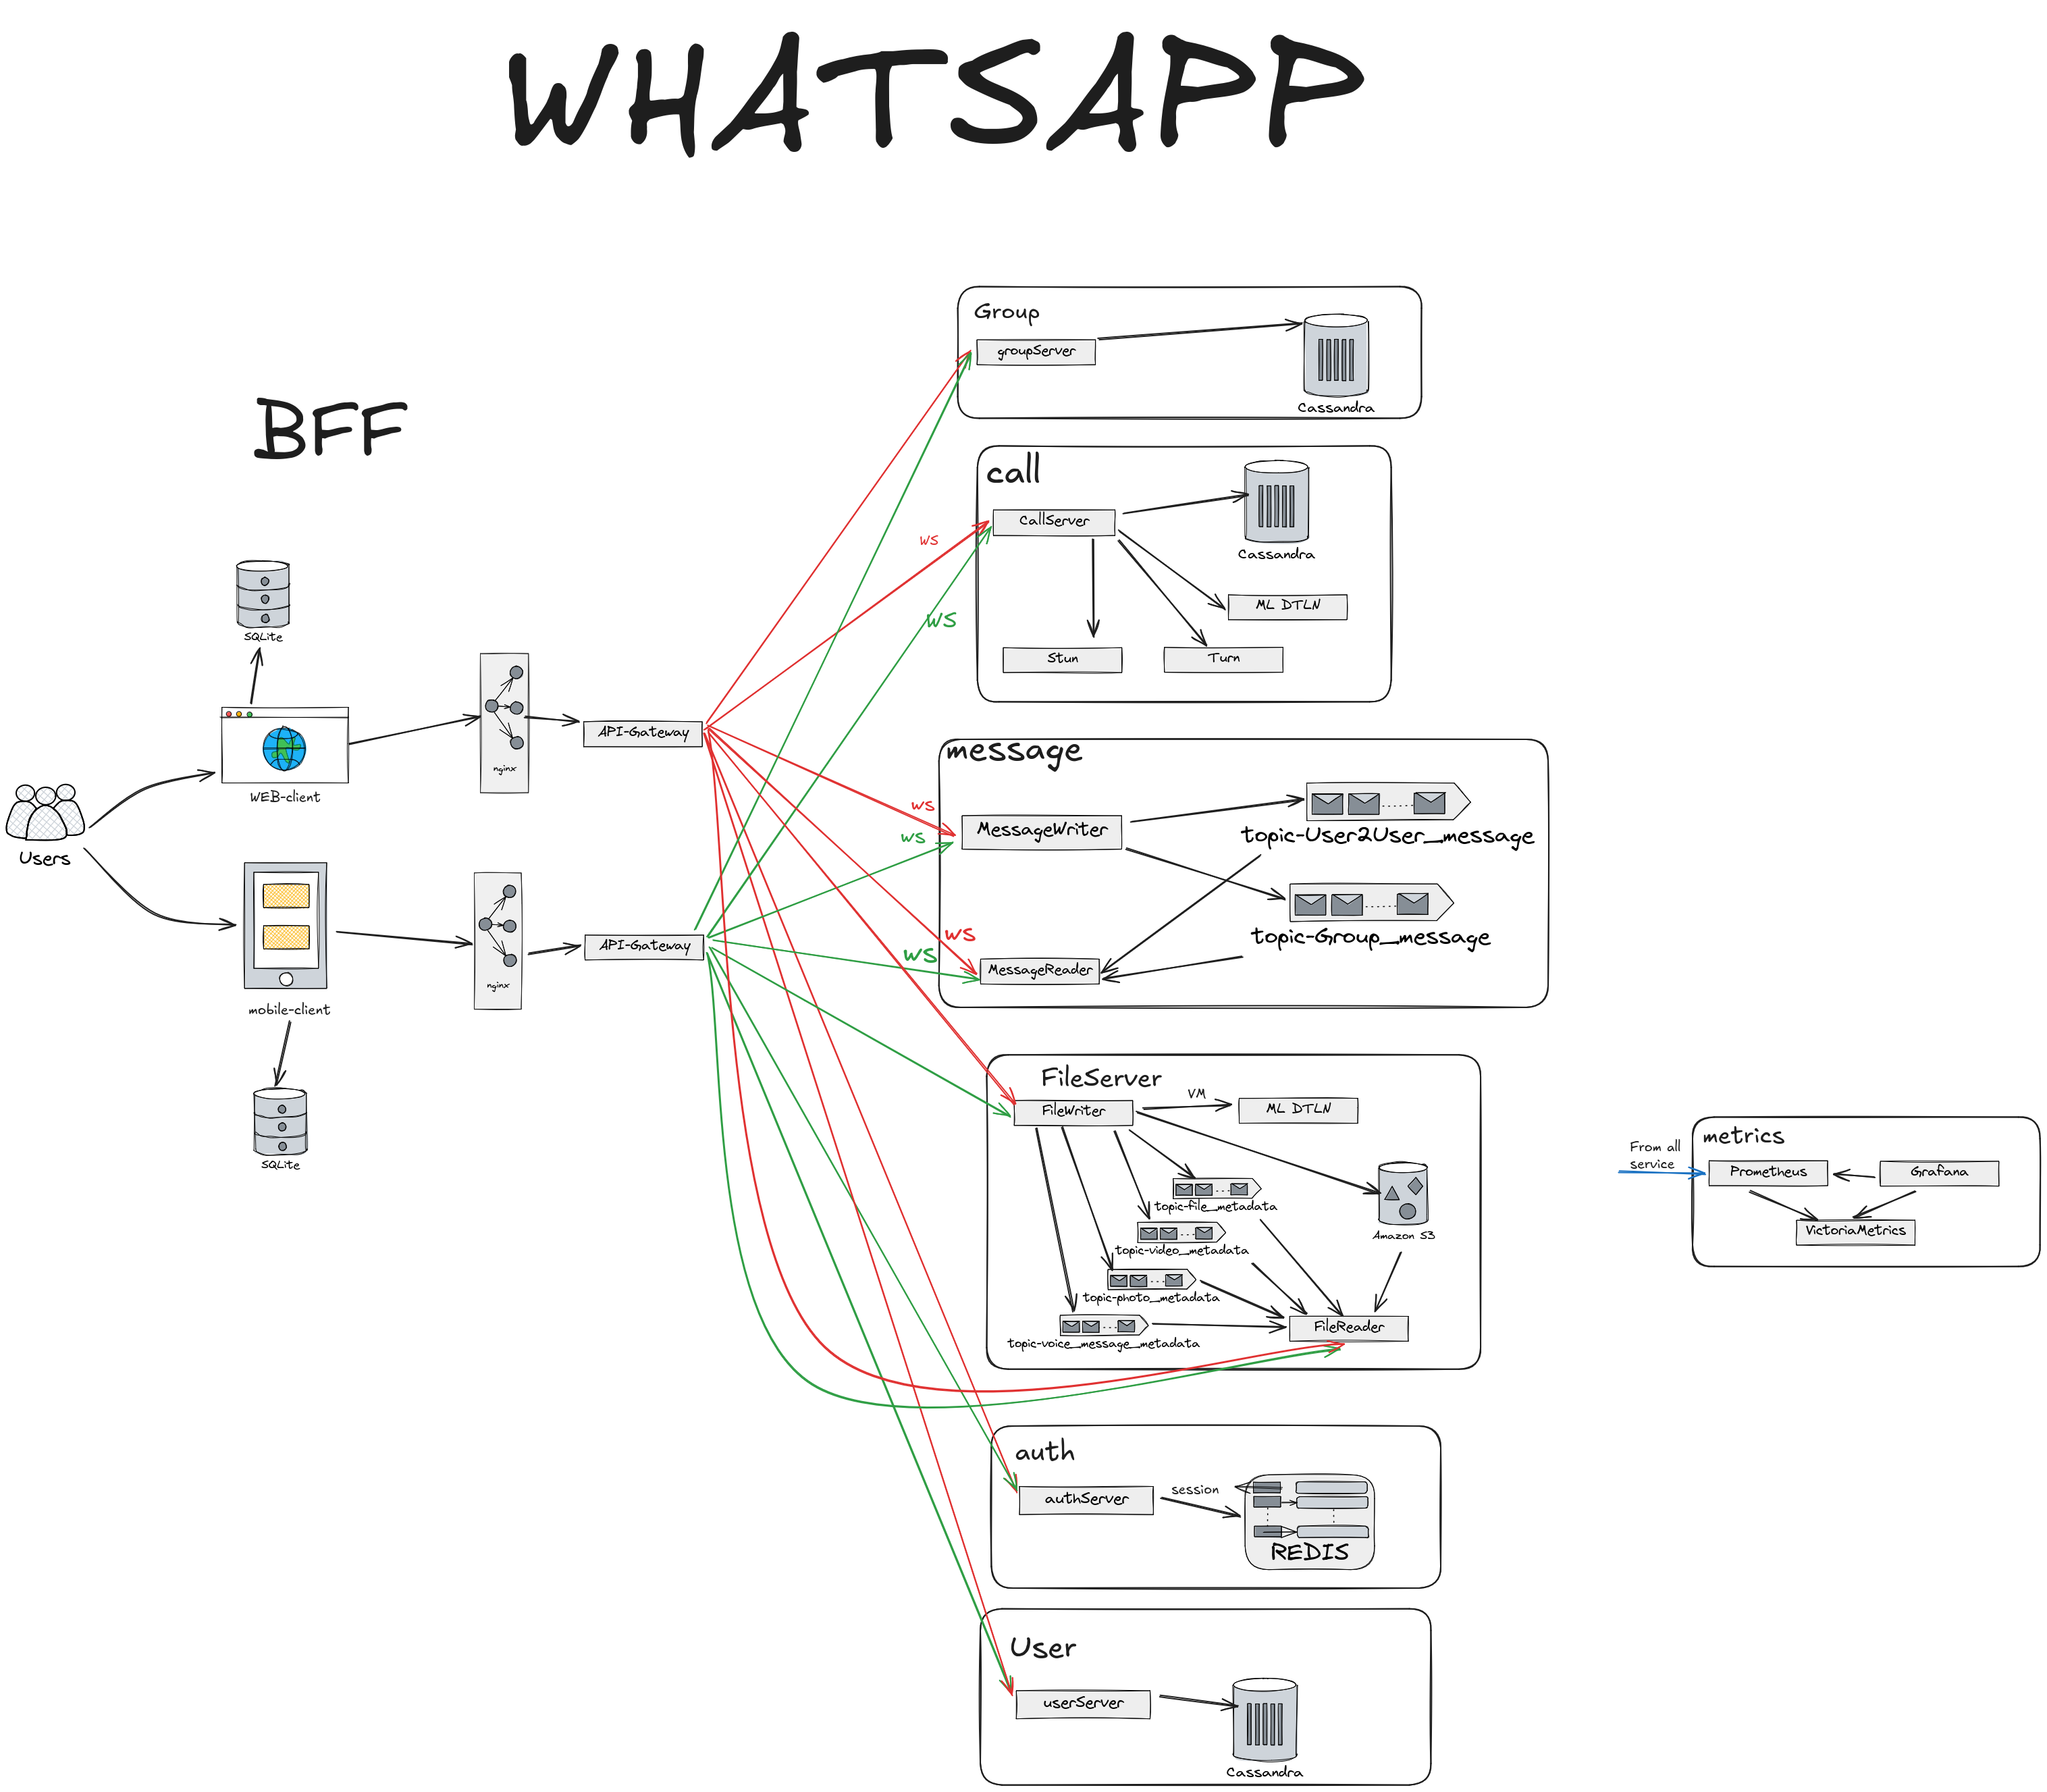 WHATSAPP
BFF
Users
SQLite
WEB-client
mobile-client
SQLite
nginx
nginx
API-Gateway
API-Gateway
WS
WS
WS
WS
WS
WS
Group
groupServer
Cassandra
call
CallServer
Cassandra
ML DTLN
Stun
Turn
message
MessageWriter
topic-User2User_message
topic-Group_message
MessageReader
FileServer
FileWriter
VM
ML DTLN
topic-file_metadata
topic-video_metadata
topic-photo_metadata
topic-voice_message_metadata
Amazon S3
FileReader
auth
authServer
session
REDIS
User
userServer
Cassandra
From all
service
metrics
Prometheus
Grafana
VictoriaMetrics